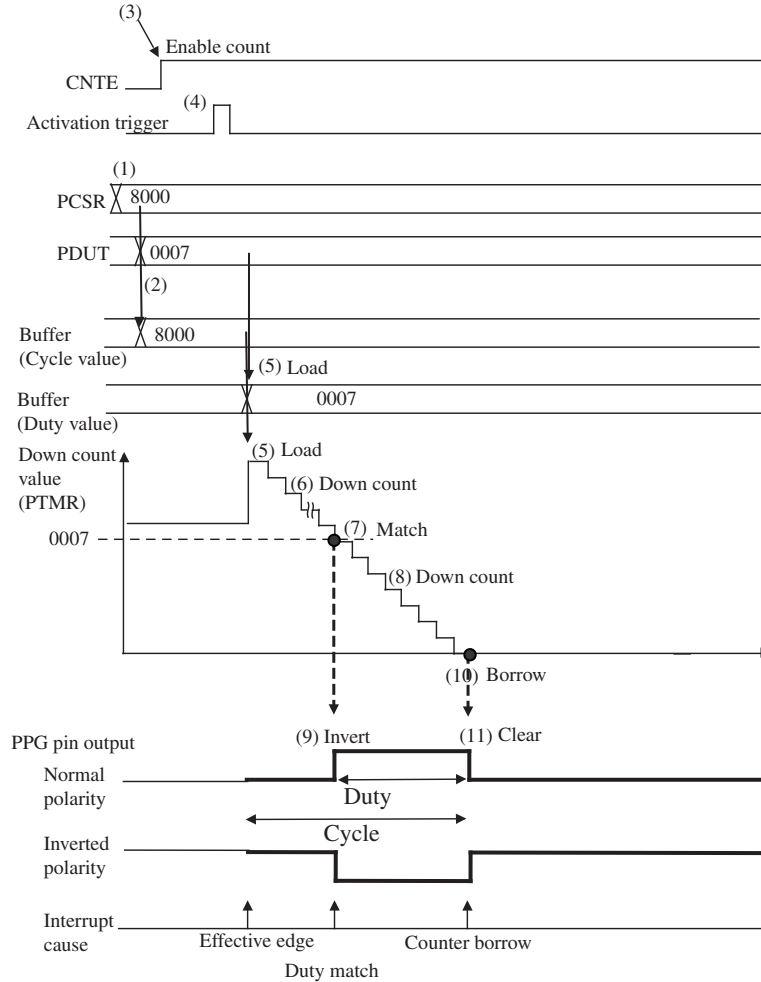 (3)
Enable count
CNTE
(4)
Activation trigger
(1)
8000
PCSR
PDUT
0007
(2)
Buffer
(Cycle value)
8000
(5) Load
Buffer
(Duty value)
0007
Down count
value
(PTMR)
(5) Load
(6) Down count
0007
(7) Match
(8) Down count
(10) Borrow
PPG pin output
(9) Invert
(11) Clear
Normal
polarity
Duty
Cycle
Inverted
polarity
Interrupt
cause
Effective edge
Counter borrow
Duty match